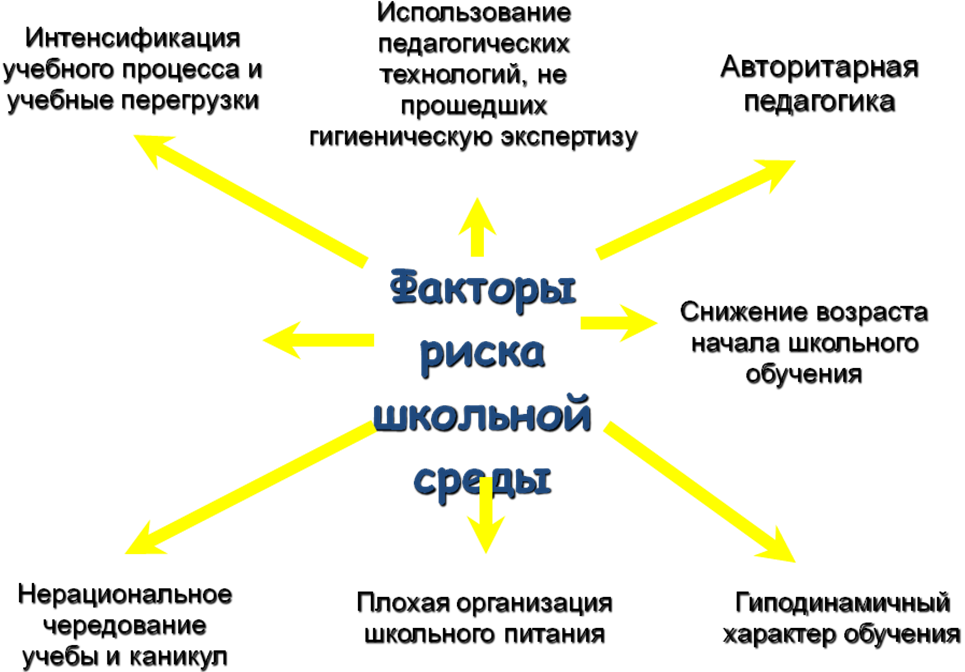 Интенсификация
учебного процесса и
учебные перегрузки
Использование
педагогических
технологий, не
прошедших
гигиеническую экспертизу
Авторитарная
педагогика
Факторы
риска
школьной
среды
Снижение возраста
начала школьного
обучения
Нерациональное
чередование
учебы и каникул
Плохая организация
школьного питания
Гиподинамичный
характер обучения